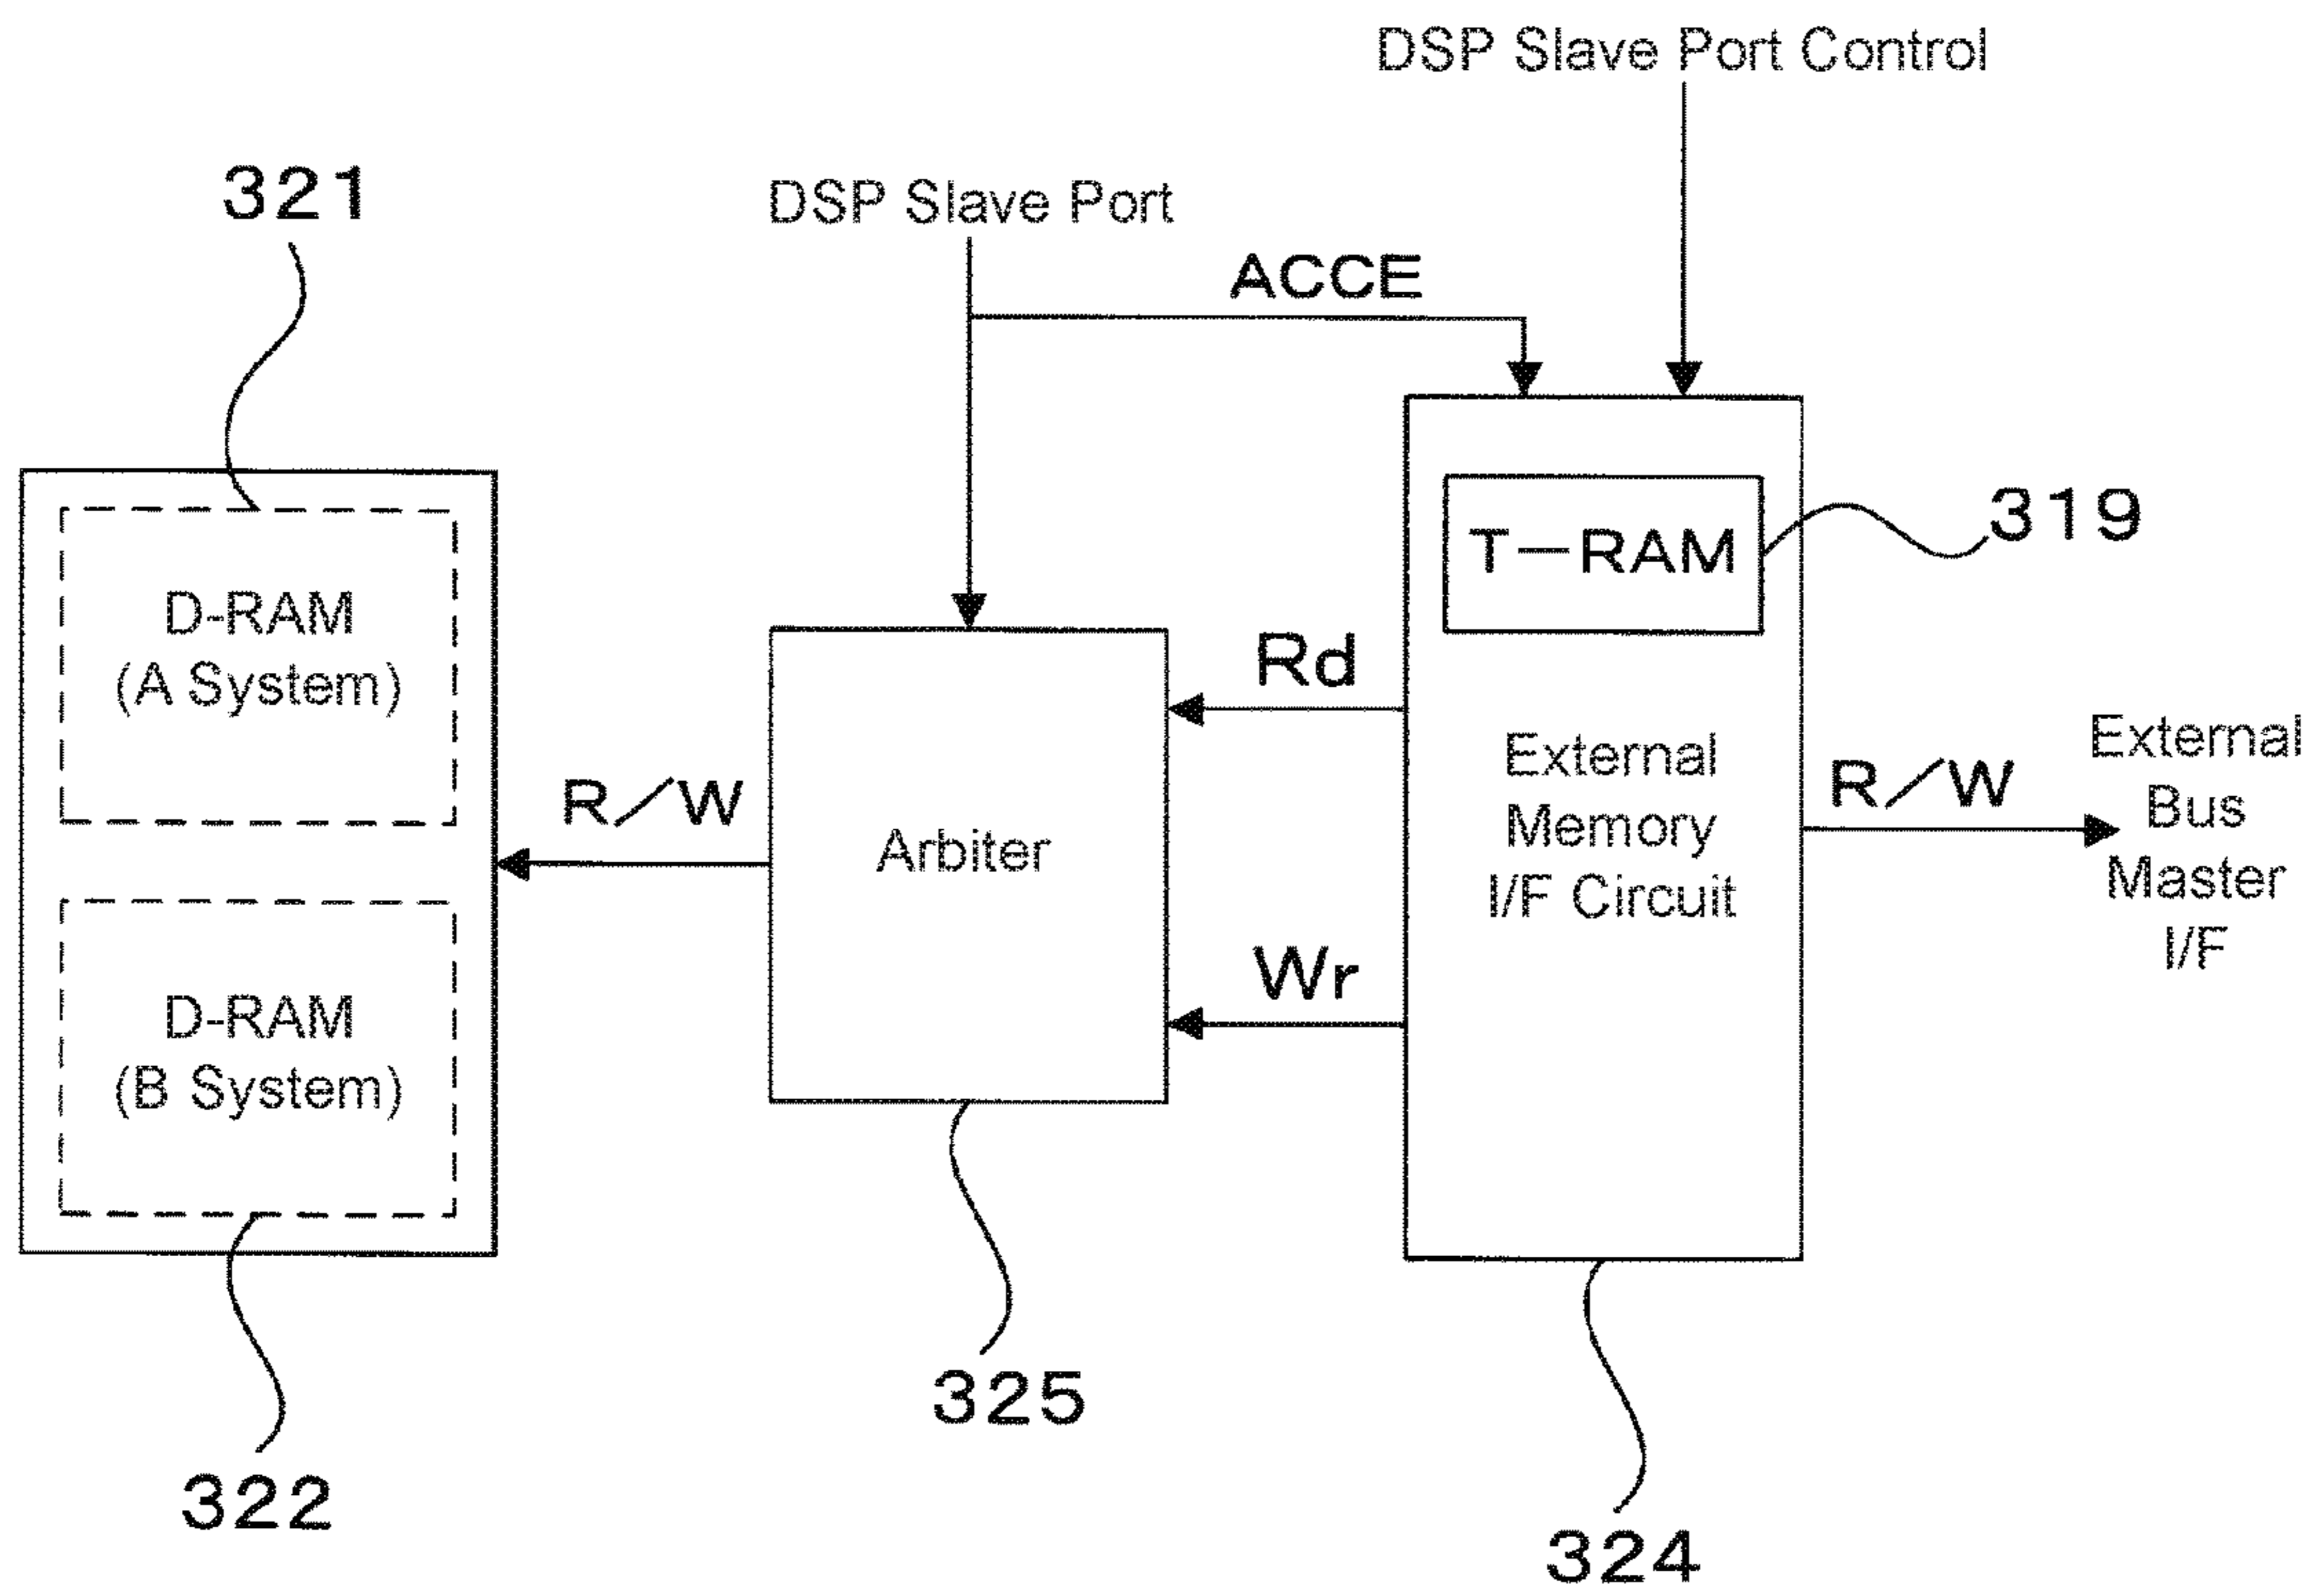 DSP Slave Port Control
321
DSP Slave Port
ACCE
319
T-RAM
D-RAM
(A System)
Rd
External
Memory
I/F Circuit
R/W
External
Bus
Master
I/F
R/W
Arbiter
Wr
D-RAM
(B System)
325
322
324